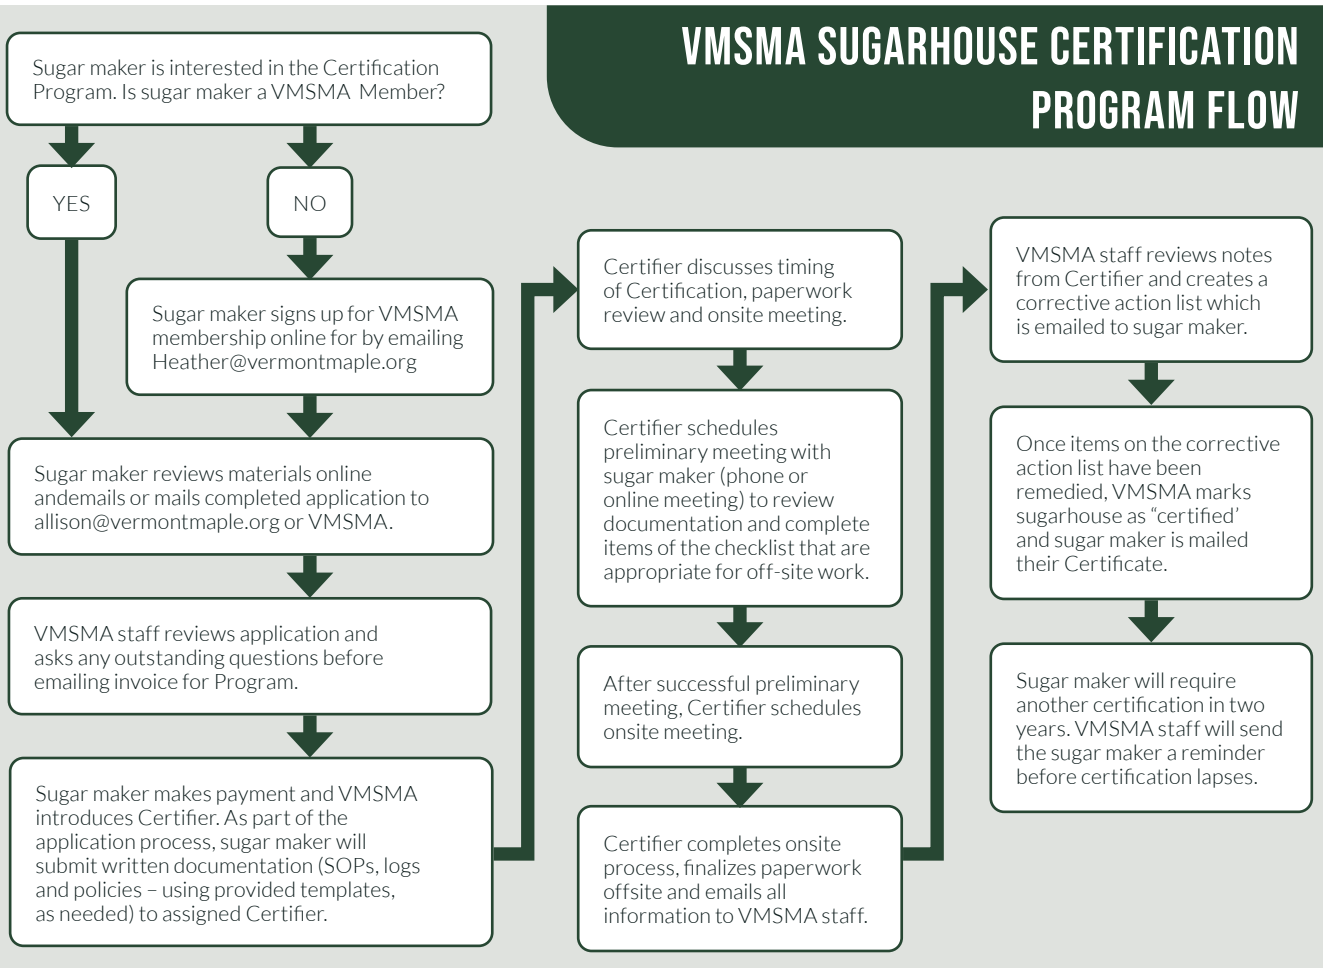 VMSMA SUGARHOUSE CERTIFICATION
PROGRAM FLOW
Sugar maker is interested in the Certification
Program. Is sugar maker a VMSMA Member?
YES
NO
Sugar maker signs up for VMSMA
membership online for by emailing
Heather@vermontmaple.org
Sugar maker reviews materials online
andemails or mails completed application to
allison@vermontmaple.org or VMSMA.
VMSMA staff reviews application and
asks any outstanding questions before
emailing invoice for Program.
Sugar maker makes payment and VMSMA
introduces Certifier. As part of the
application process, sugar maker will
submit written documentation (SOPs, logs
and policies – using provided templates,
as needed) to assigned Certifier.
Certifier discusses timing
of Certification, paperwork
review and onsite meeting.
Certifier schedules
preliminary meeting with
sugar maker (phone or
online meeting) to review
documentation and complete
items of the checklist that are
appropriate for off-site work.
After successful preliminary
meeting, Certifier schedules
onsite meeting.
Certifier completes onsite
process, finalizes paperwork
offsite and emails all
information to VMSMA staff.
VMSMA staff reviews notes
from Certifier and creates a
corrective action list which
is emailed to sugar maker.
Once items on the corrective
action list have been
remedied, VMSMA marks
sugarhouse as “certified’
and sugar maker is mailed
their Certificate.
Sugar maker will require
another certification in two
years. VMSMA staff will send
the sugar maker a reminder
before certification lapses.